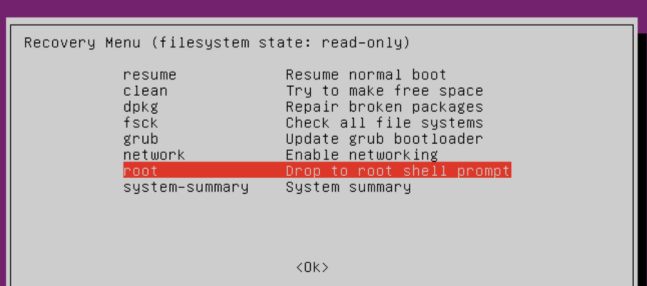 Recovery Menu (filesystem state: read-only)
resume Resume normal boot
clean Try to make free space
dpkg Repair broken packages
fsck Check all file systems
grub Update grub bootloader
network Enable networking
root Drop to root shell prompt
system-summary System summary
<Ok>